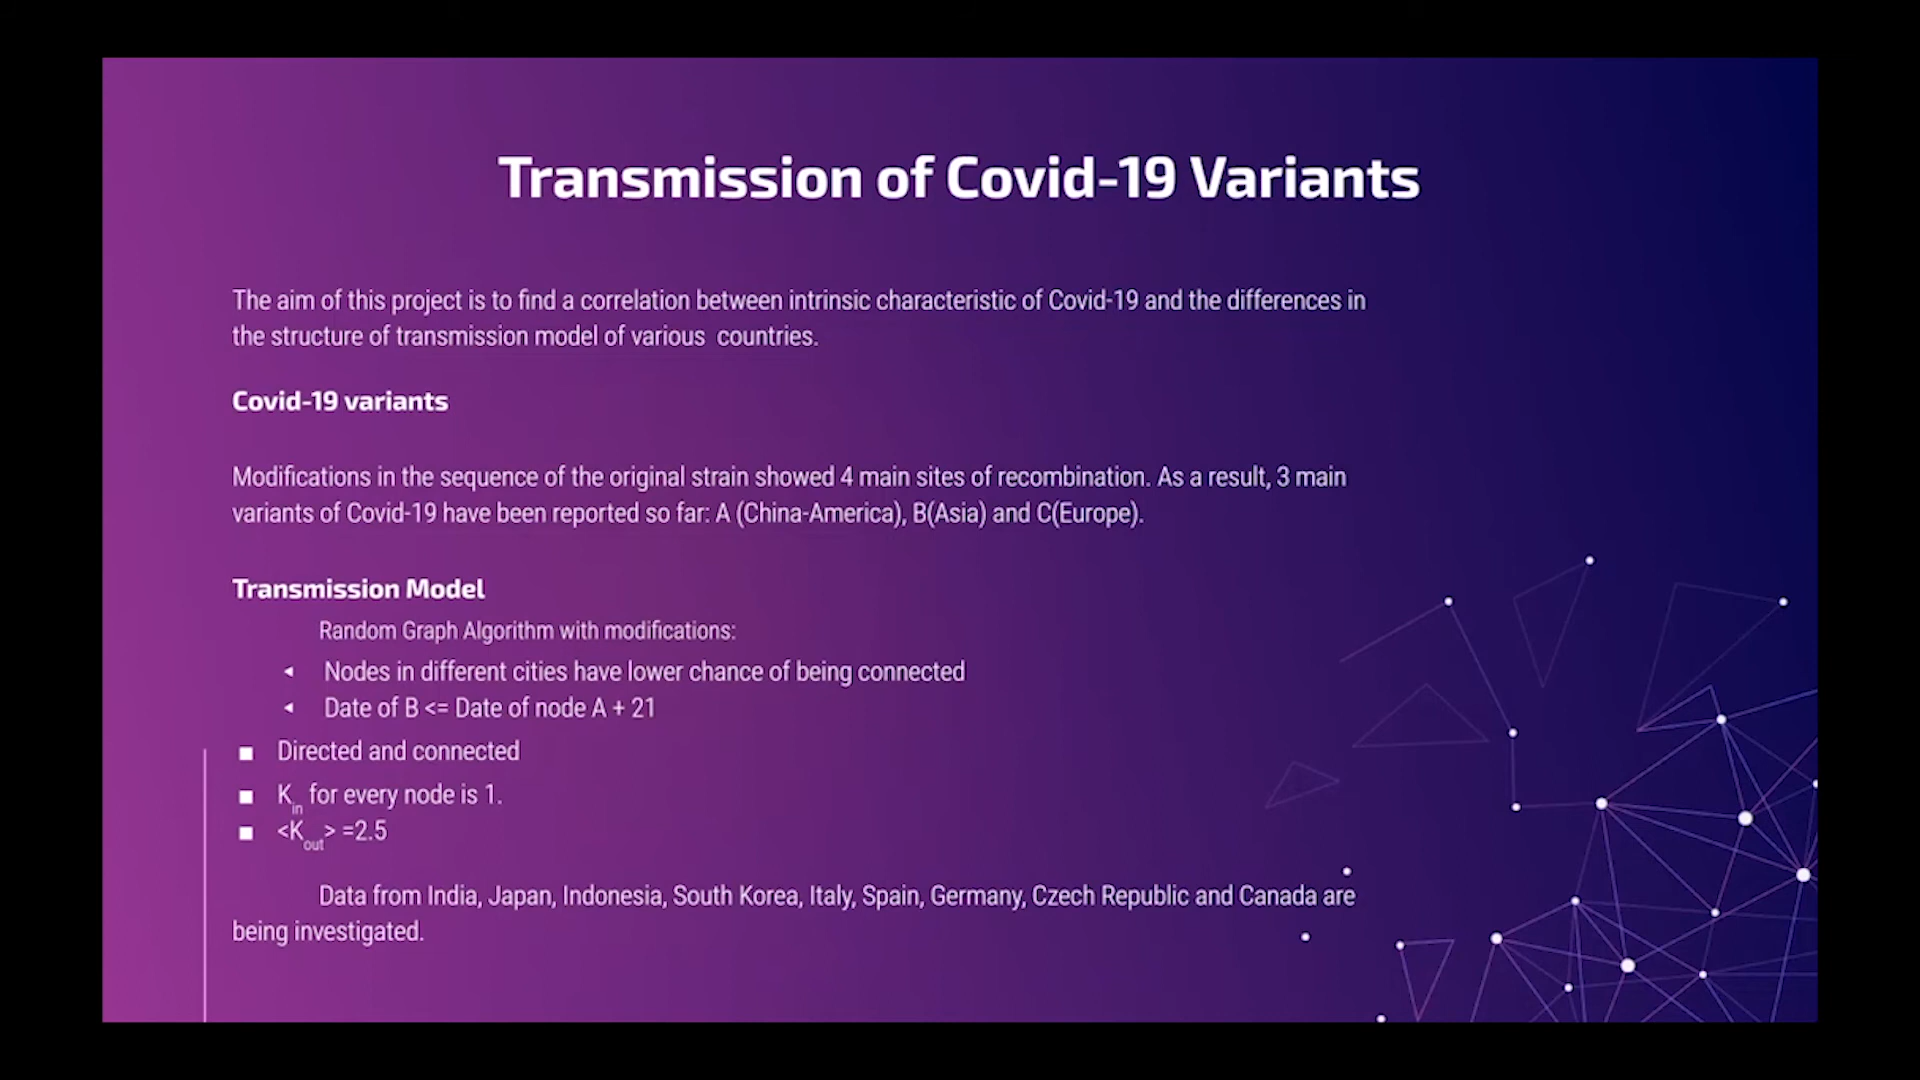 Transmission of Covid-19 Variants
The aim of this project is to find a correlation between intrinsic characteristic of Covid-19 and the differences in
the structure of transmission model of various  countries.
Covid-19 variants
Modifications in the sequence of the original strain showed 4 main sites of recombination. As a result, 3 main
variants of Covid-19 have been reported so far: A (China-America), B(Asia) and C(Europe).
Transmission Model
Random Graph Algorithm with modifications:
◂ Nodes in different cities have lower chance of being connected
◂ Date of B <= Date of node A + 21
■ Directed and connected
■ Kin for every node is 1.
■ <Kout> =2.5
Data from India, Japan, Indonesia, South Korea, Italy, Spain, Germany, Czech Republic and Canada are
being investigated.